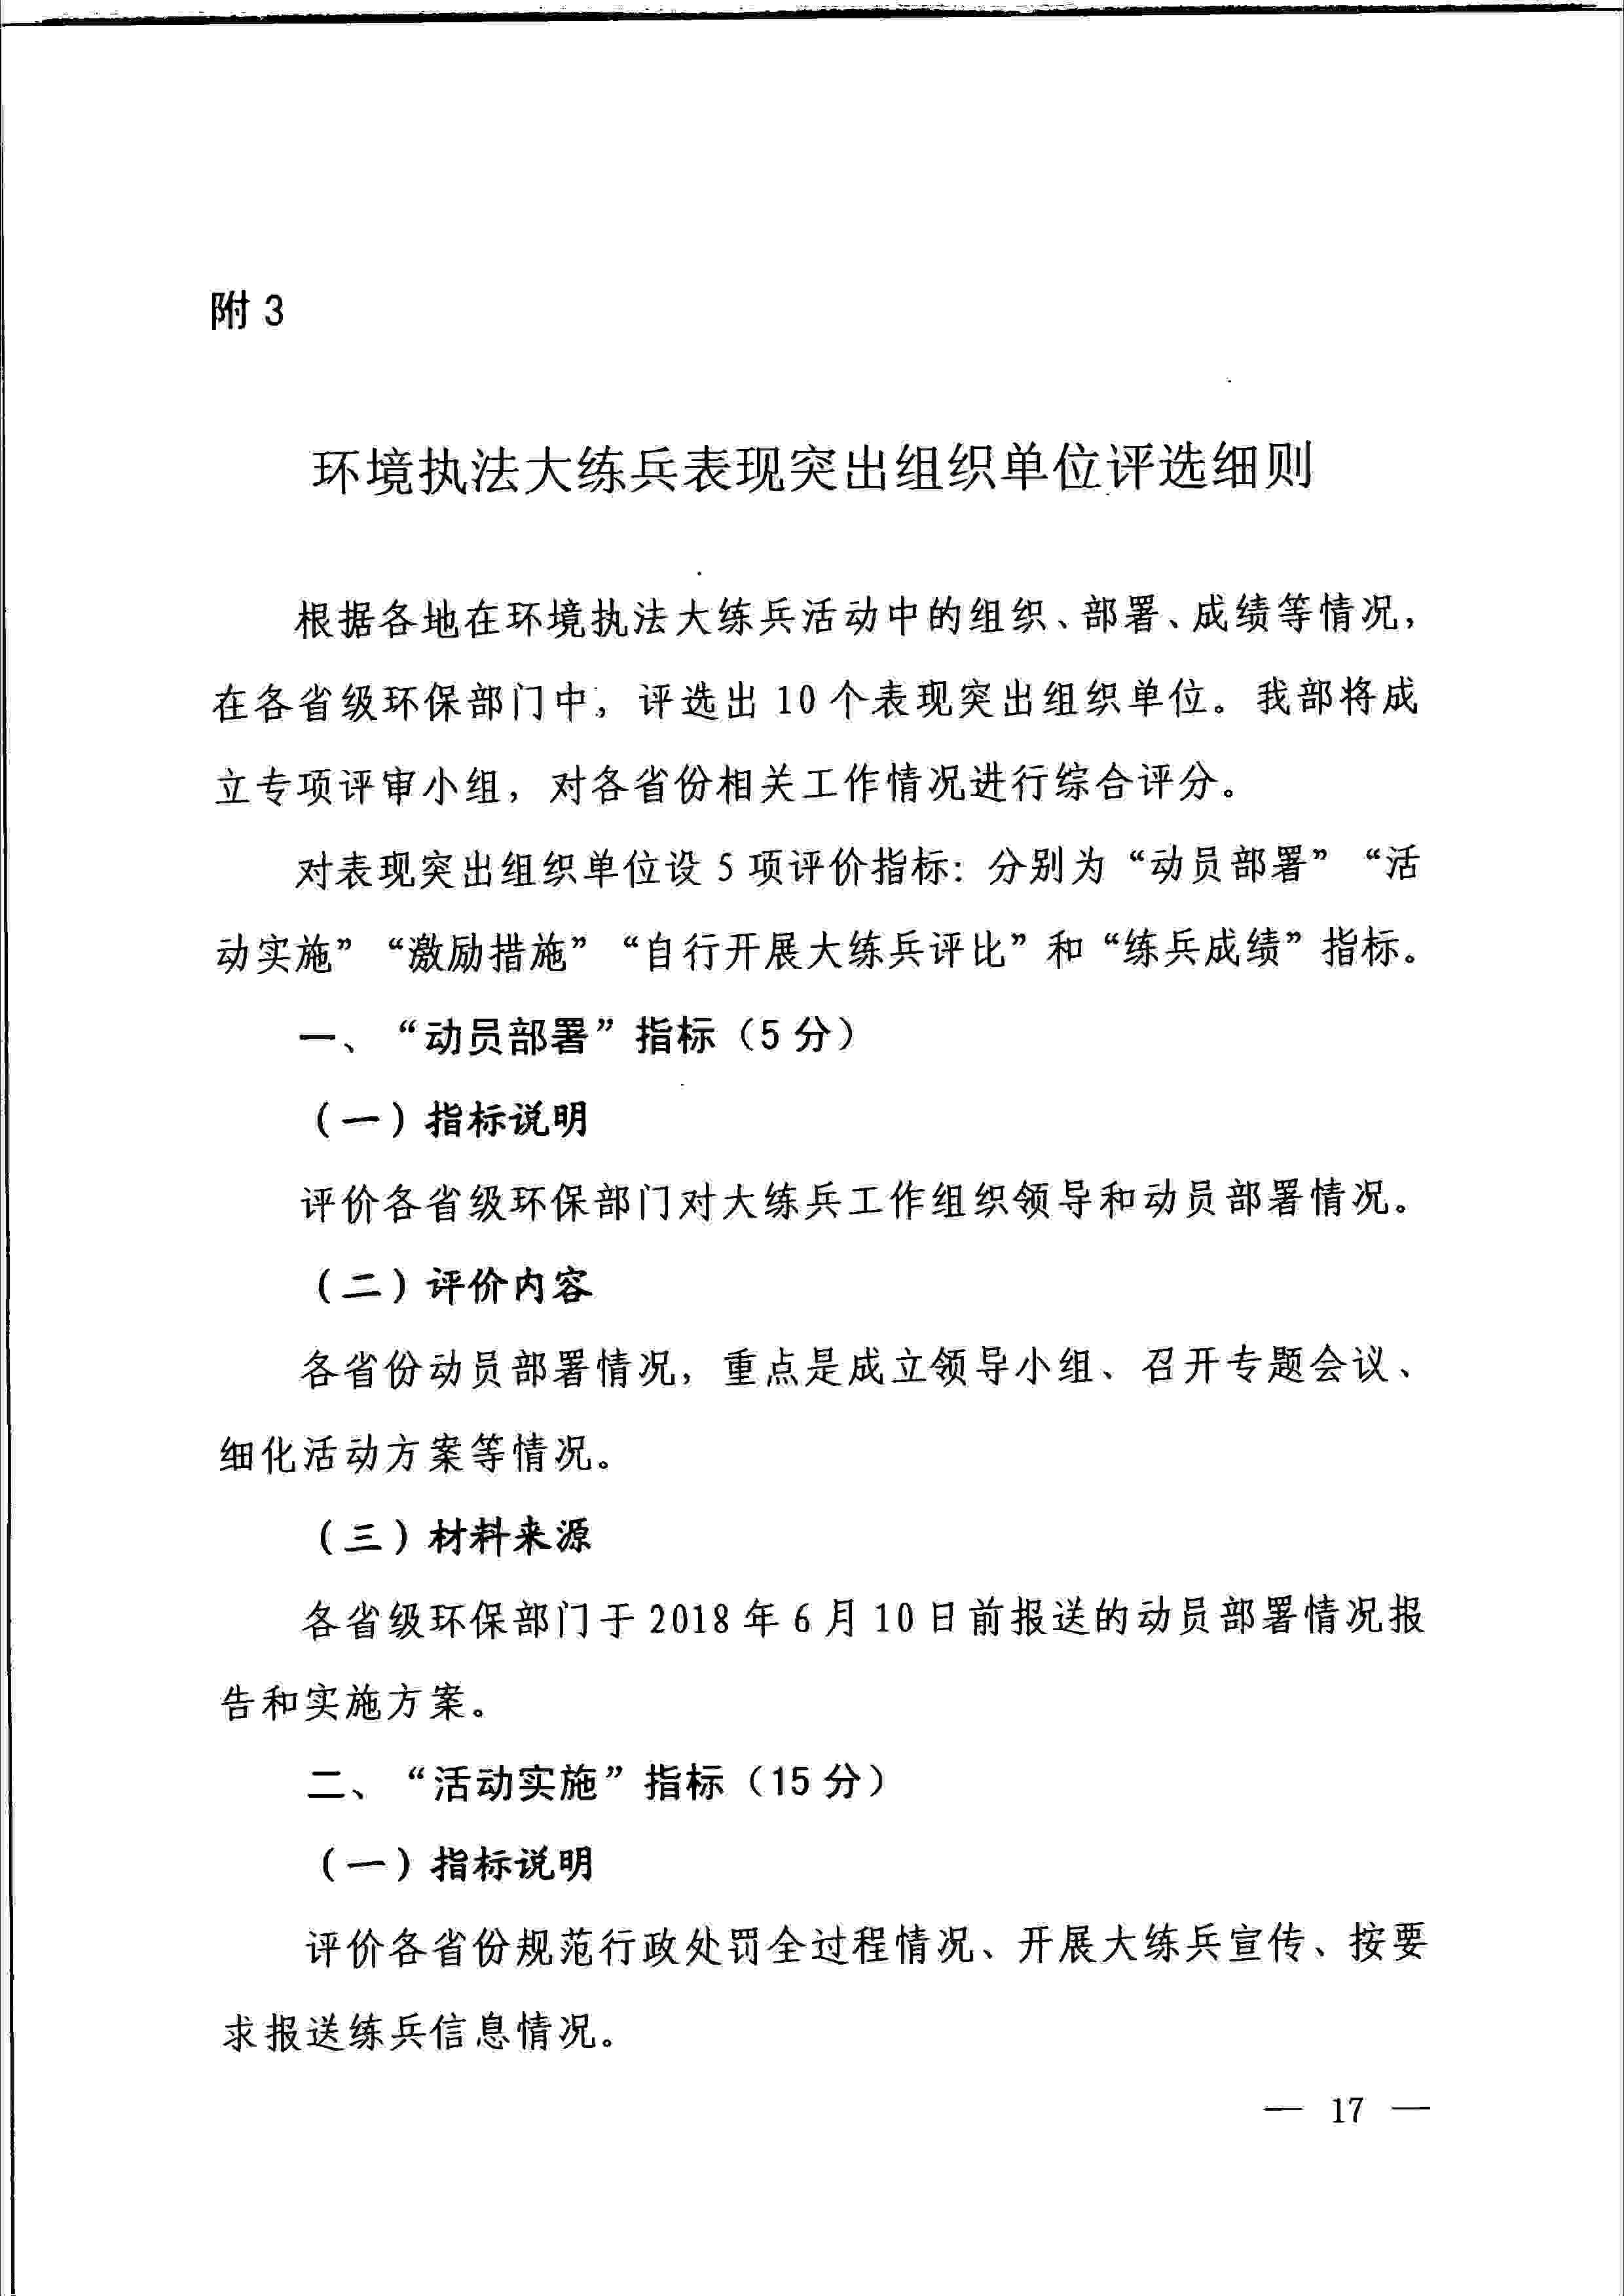 附 3
环境执法大练兵表现突出组织单位评选细则
根据各地在环境执法大练兵活动中的组织、部署、成绩等情况，
在各省级环保部门中，评选出 10 个表现突出组织单位。我部将成
立专项评审小组，对各省份相关工作情况进行综合评分。
对表现突出组织单位设 5 项评价指标：分别为“动员部署”“活
动实施”“激励措施”“自行开展大练兵评比”和“练兵成绩”指标。
一、“动员部署”指标（5 分）
（一）指标说明
评价各省级环保部门对大练兵工作组织领导和动员部署情况。
（二）评价内容
各省份动员部署情况，重点是成立领导小组、召开专题会议、
细化活动方案等情况。
（三）材料来源
各省级环保部门于 2018 年 6 月 10 日前报送的动员部署情况报
告和实施方案。
二、“活动实施”指标（15 分）
（一）指标说明
评价各省份规范行政处罚全过程情况、开展大练兵宣传、按要
求报送练兵信息情况。
— 17 —